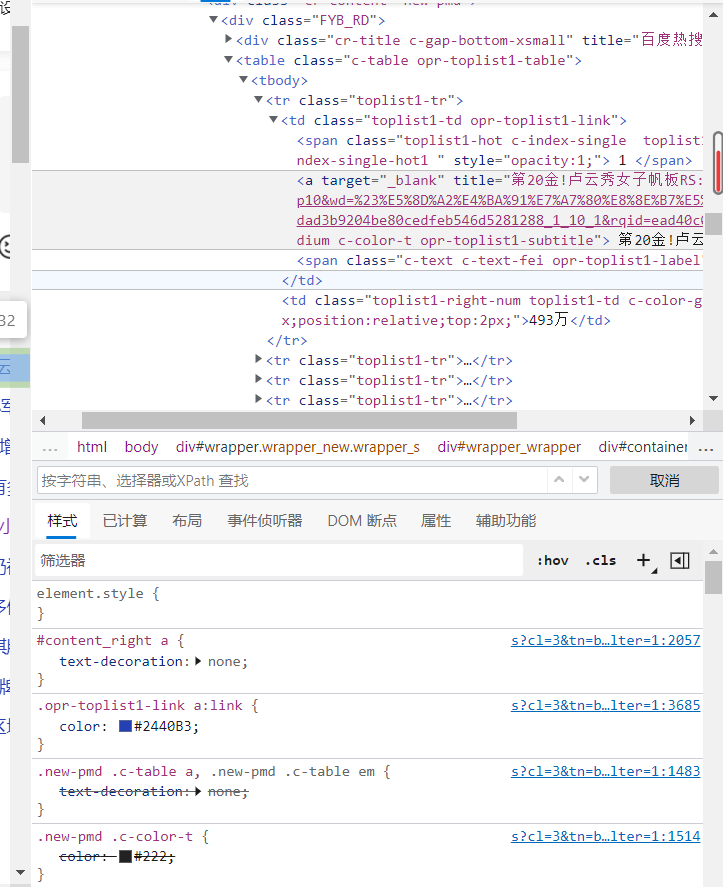 <div class="FYB_RD">
<div class="cr-title c-gap-bottom-xsmall" title="百度热搜
<table class="c-table opr-toplist1-table">
<tbody>
<tr class="toplist1-tr">
<td class="toplist1-td opr-toplist1-link">
<span class="toplist1-hot c-index-single  toplist1
ndex-single-hot1 " style="opacity:1;"> 1 </span>
<a target="_blank" title="第20金!卢云秀女子帆板RS:
p10&wd=%23%E5%8D%A2%E4%BA%91%E7%A7%80%E8%8E%B7%E5%
dad3b9204be80cedfeb546d5281288_1_10_1&rqid=ead40c
dium c-color-t opr-toplist1-subtitle"> 第20金!卢云
<span class="c-text c-text-fei opr-toplist1-label"
</td>
<td class="toplist1-right-num toplist1-td c-color-g
x;position:relative;top:2px;">493万</td>
</tr>
<tr class="toplist1-tr">…</tr>
<tr class="toplist1-tr">…</tr>
<tr class="toplist1-tr">…</tr>
32
… html body div#wrapper.wrapper_new.wrapper_s div#wrapper_wrapper div#container …
按字符串、选择器或XPath 查找 取消
样式 已计算 布局 事件侦听器 DOM 断点 属性 辅助功能
筛选器 :hov .cls +
element.style {
}
#content_right a { s?cl=3&tn=b…lter=1:2057
text-decoration: none;
}
.opr-toplist1-link a:link { s?cl=3&tn=b…lter=1:3685
color: #2440B3;
}
.new-pmd .c-table a, .new-pmd .c-table em { s?cl=3&tn=b…lter=1:1483
text-decoration: none;
}
.new-pmd .c-color-t { s?cl=3&tn=b…lter=1:1514
color: #222;
}